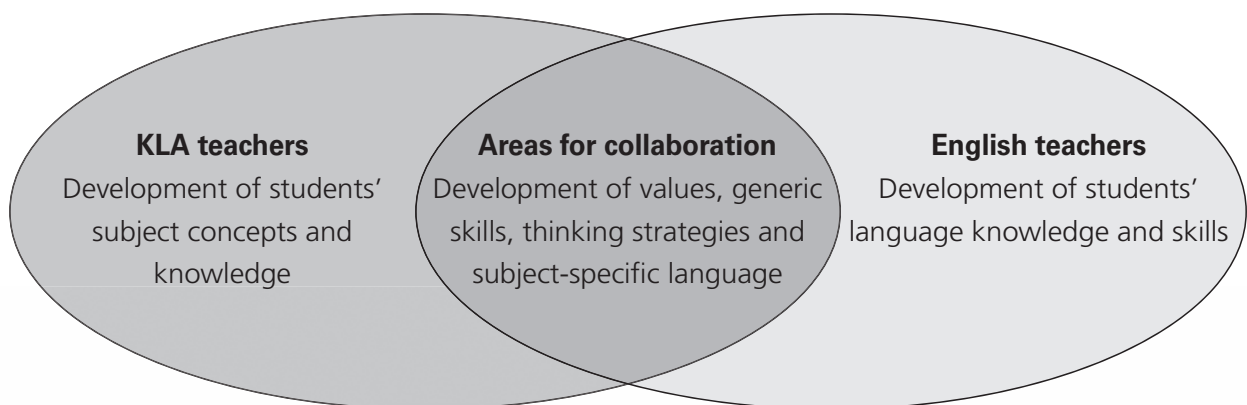 KLA teachers
Development of students’
subject concepts and
knowledge
Areas for collaboration
Development of values, generic
skills, thinking strategies and
subject-specific language
English teachers
Development of students’
language knowledge and skills